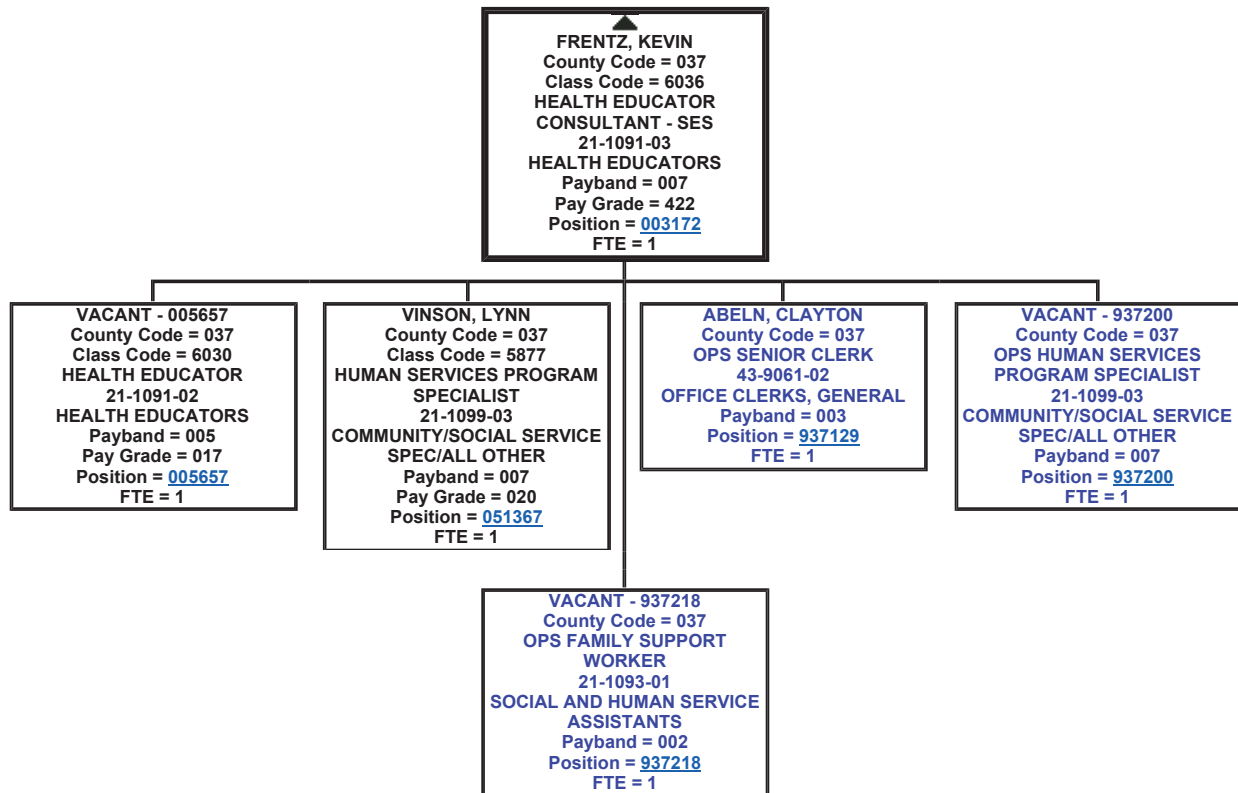 FRENTZ, KEVIN
County Code = 037
Class Code = 6036
HEALTH EDUCATOR
CONSULTANT - SES
21-1091-03
HEALTH EDUCATORS
Payband = 007
Pay Grade = 422
Position = 003172
FTE = 1
VACANT - 005657
County Code = 037
Class Code = 6030
HEALTH EDUCATOR
21-1091-02
HEALTH EDUCATORS
Payband = 005
Pay Grade = 017
Position = 005657
FTE = 1
VINSON, LYNN
County Code = 037
Class Code = 5877
HUMAN SERVICES PROGRAM
SPECIALIST
21-1099-03
COMMUNITY/SOCIAL SERVICE
SPEC/ALL OTHER
Payband = 007
Pay Grade = 020
Position = 051367
FTE = 1
ABELN, CLAYTON
County Code = 037
OPS SENIOR CLERK
43-9061-02
OFFICE CLERKS, GENERAL
Payband = 003
Position = 937129
FTE = 1
VACANT - 937200
County Code = 037
OPS HUMAN SERVICES
PROGRAM SPECIALIST
21-1099-03
COMMUNITY/SOCIAL SERVICE
SPEC/ALL OTHER
Payband = 007
Position = 937200
FTE = 1
VACANT - 937218
County Code = 037
OPS FAMILY SUPPORT
WORKER
21-1093-01
SOCIAL AND HUMAN SERVICE
ASSISTANTS
Payband = 002
Position = 937218
FTE = 1